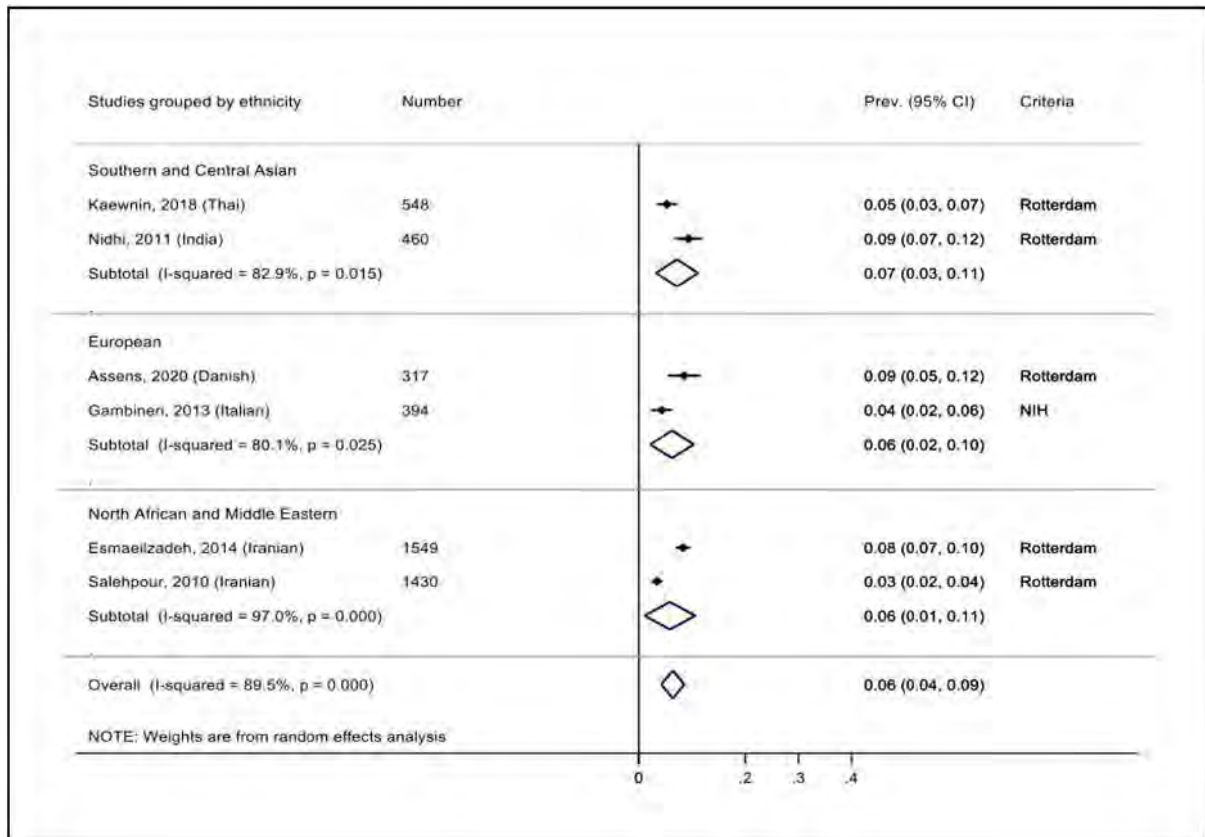 Studies grouped by ethnicity Number Prev. (95% CI) Criteria
Southern and Central Asian
Kaewnin, 2018 (Thai) 548 0.05 (0.03, 0.07) Rotterdam
Nidhi, 2011 (India) 460 0.09 (0.07, 0.12) Rotterdam
Subtotal (I-squared = 82.9%, p = 0.015) 0.07 (0.03, 0.11)
.
European
Assens, 2020 (Danish) 317 0.09 (0.05, 0.12) Rotterdam
Gambineri, 2013 (Italian) 394 0.04 (0.02, 0.06) NIH
Subtotal (I-squared = 80.1%, p = 0.025) 0.06 (0.02, 0.10)
.
North African and Middle Eastern
Esmaeilzadeh, 2014 (Iranian) 1549 0.08 (0.07, 0.10) Rotterdam
Salehpour, 2010 (Iranian) 1430 0.03 (0.02, 0.04) Rotterdam
Subtotal (I-squared = 97.0%, p = 0.000) 0.06 (0.01, 0.11)
.
Overall (I-squared = 89.5%, p = 0.000) 0.06 (0.04, 0.09)
NOTE: Weights are from random effects analysis
0 .2 .3 .4